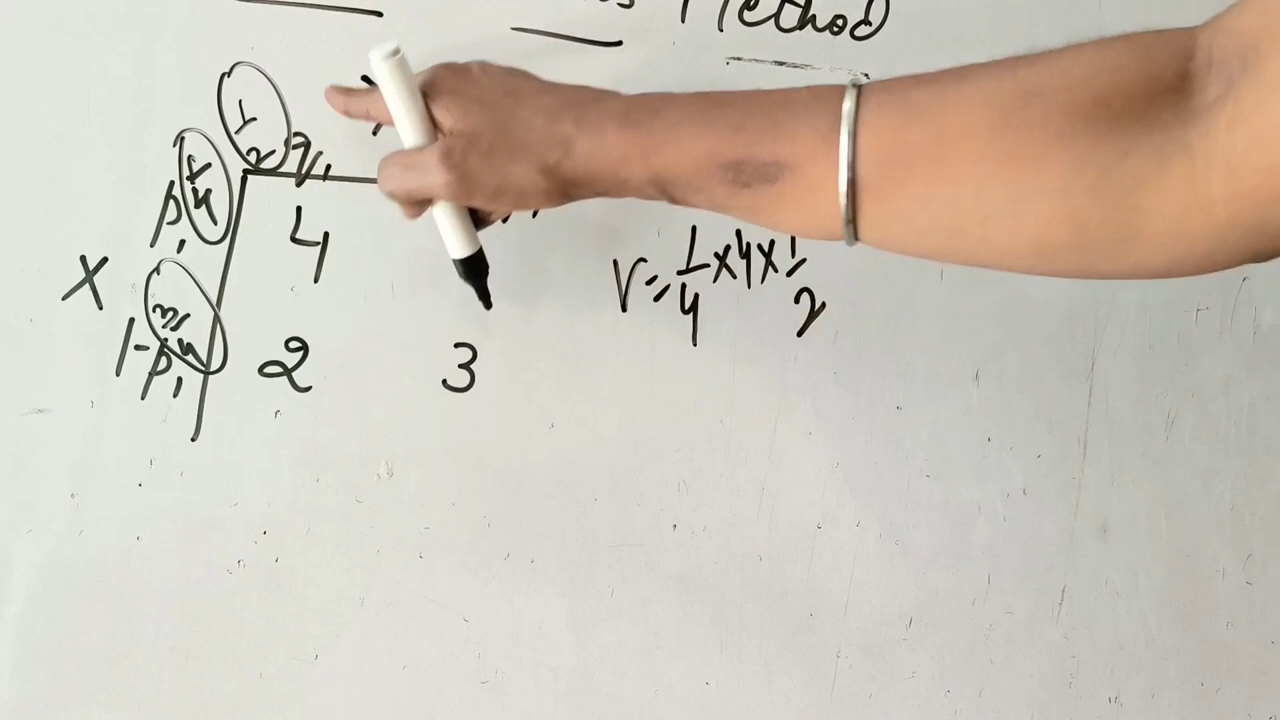 Method
1/2 q₁
p₁ 1/4 4
X
1-p₁ 3/4 2 3
V = 1/4 x 4 x 1/2